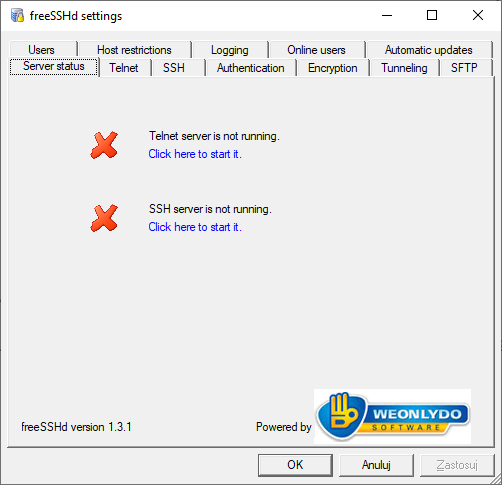 freeSSHd settings
Users Host restrictions Logging Online users Automatic updates
Server status Telnet SSH Authentication Encryption Tunneling SFTP
Telnet server is not running.
Click here to start it.
SSH server is not running.
Click here to start it.
freeSSHd version 1.3.1
Powered by
WEONLYDO
SOFTWARE
OK Anuluj Zastosuj